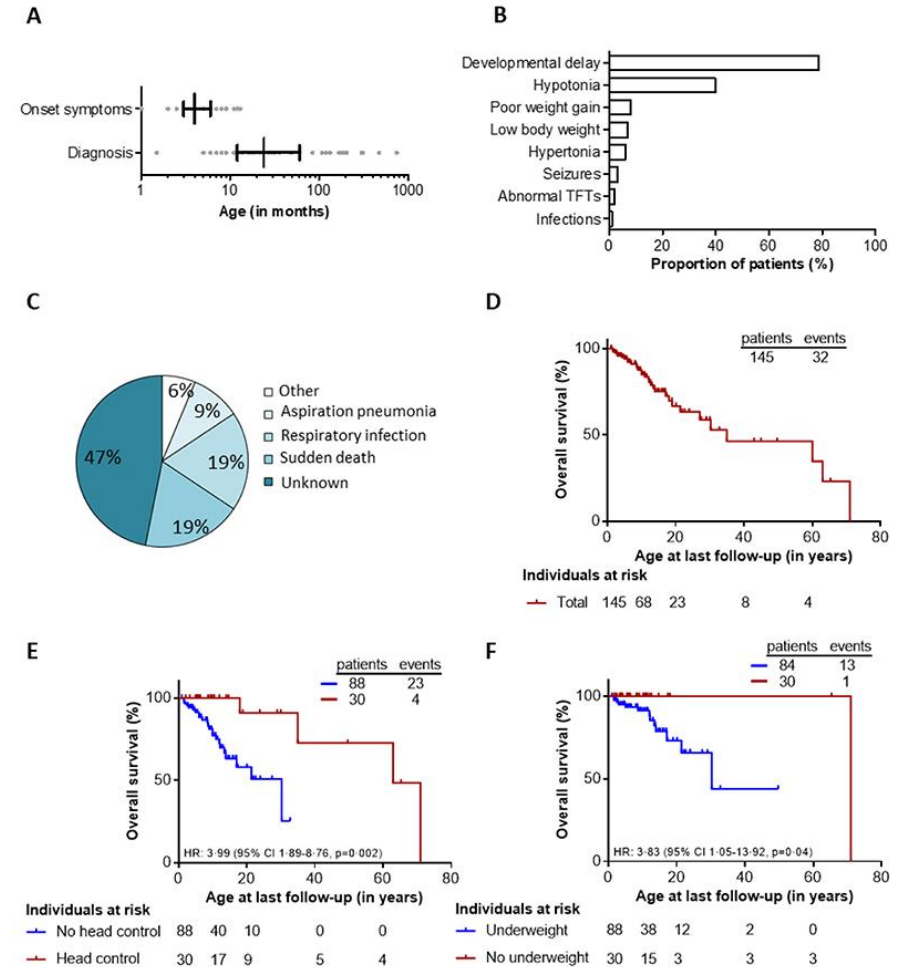 A
Onset symptoms
Diagnosis
1 10 100 1000
Age (in months)
B
Developmental delay
Hypotonia
Poor weight gain
Low body weight
Hypertonia
Seizures
Abnormal TFTs
Infections
0 20 40 60 80 100
Proportion of patients (%)
C
6%
9%
19%
19%
47%
Other
Aspiration pneumonia
Respiratory infection
Sudden death
Unknown
D
patients events
145 32
Overall survival (%)
100
50
0
0 20 40 60 80
Age at last follow-up (in years)
Individuals at risk
Total 145 68 23 8 4
E
patients events
88 23
30 4
Overall survival (%)
100
50
0
HR: 3·99 (95% CI 1·89-8·76, p=0·002)
0 20 40 60 80
Age at last follow-up (in years)
Individuals at risk
No head control 88 40 10 0 0
Head control 30 17 9 5 4
F
patients events
84 13
30 1
Overall survival (%)
100
50
0
HR: 3·83 (95% CI 1·05-13·92, p=0·04)
0 20 40 60 80
Age at last follow-up (in years)
Individuals at risk
Underweight 88 38 12 2 0
No underweight 30 15 3 3 3